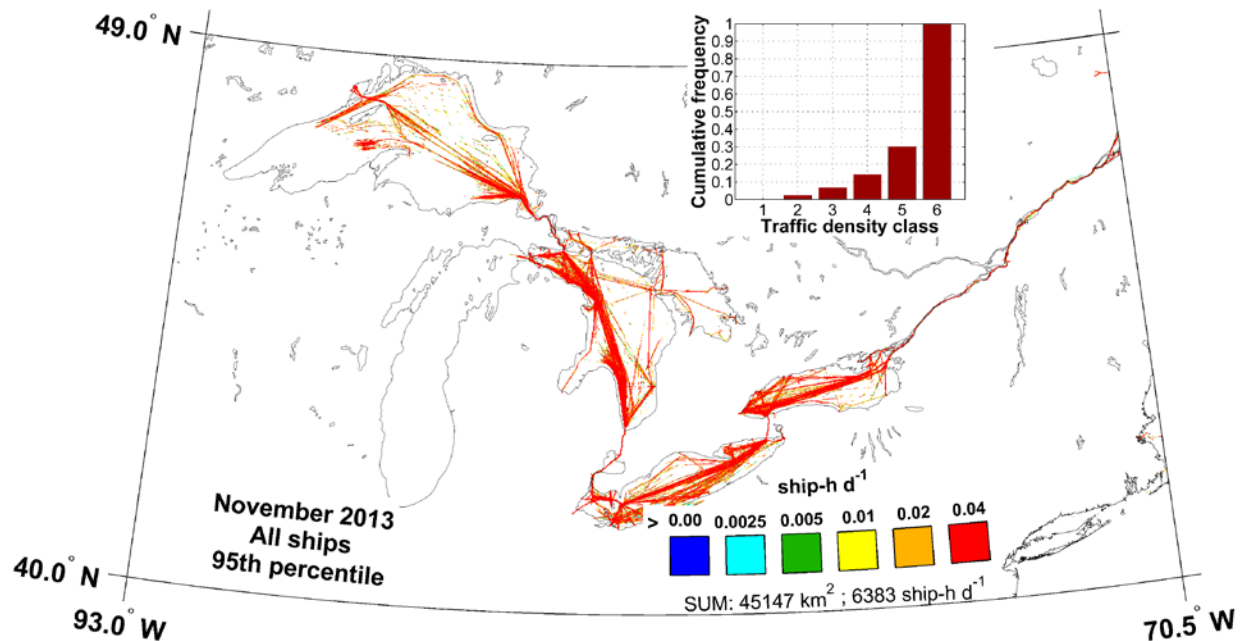 49.0° N
Cumulative frequency
1
0.9
0.8
0.7
0.6
0.5
0.4
0.3
0.2
0.1
0
1 2 3 4 5 6
Traffic density class
November 2013
All ships
95th percentile
ship-h d⁻¹
> 0.00 0.0025 0.005 0.01 0.02 0.04
SUM: 45147 km² ; 6383 ship-h d⁻¹
40.0° N
93.0° W
70.5° W